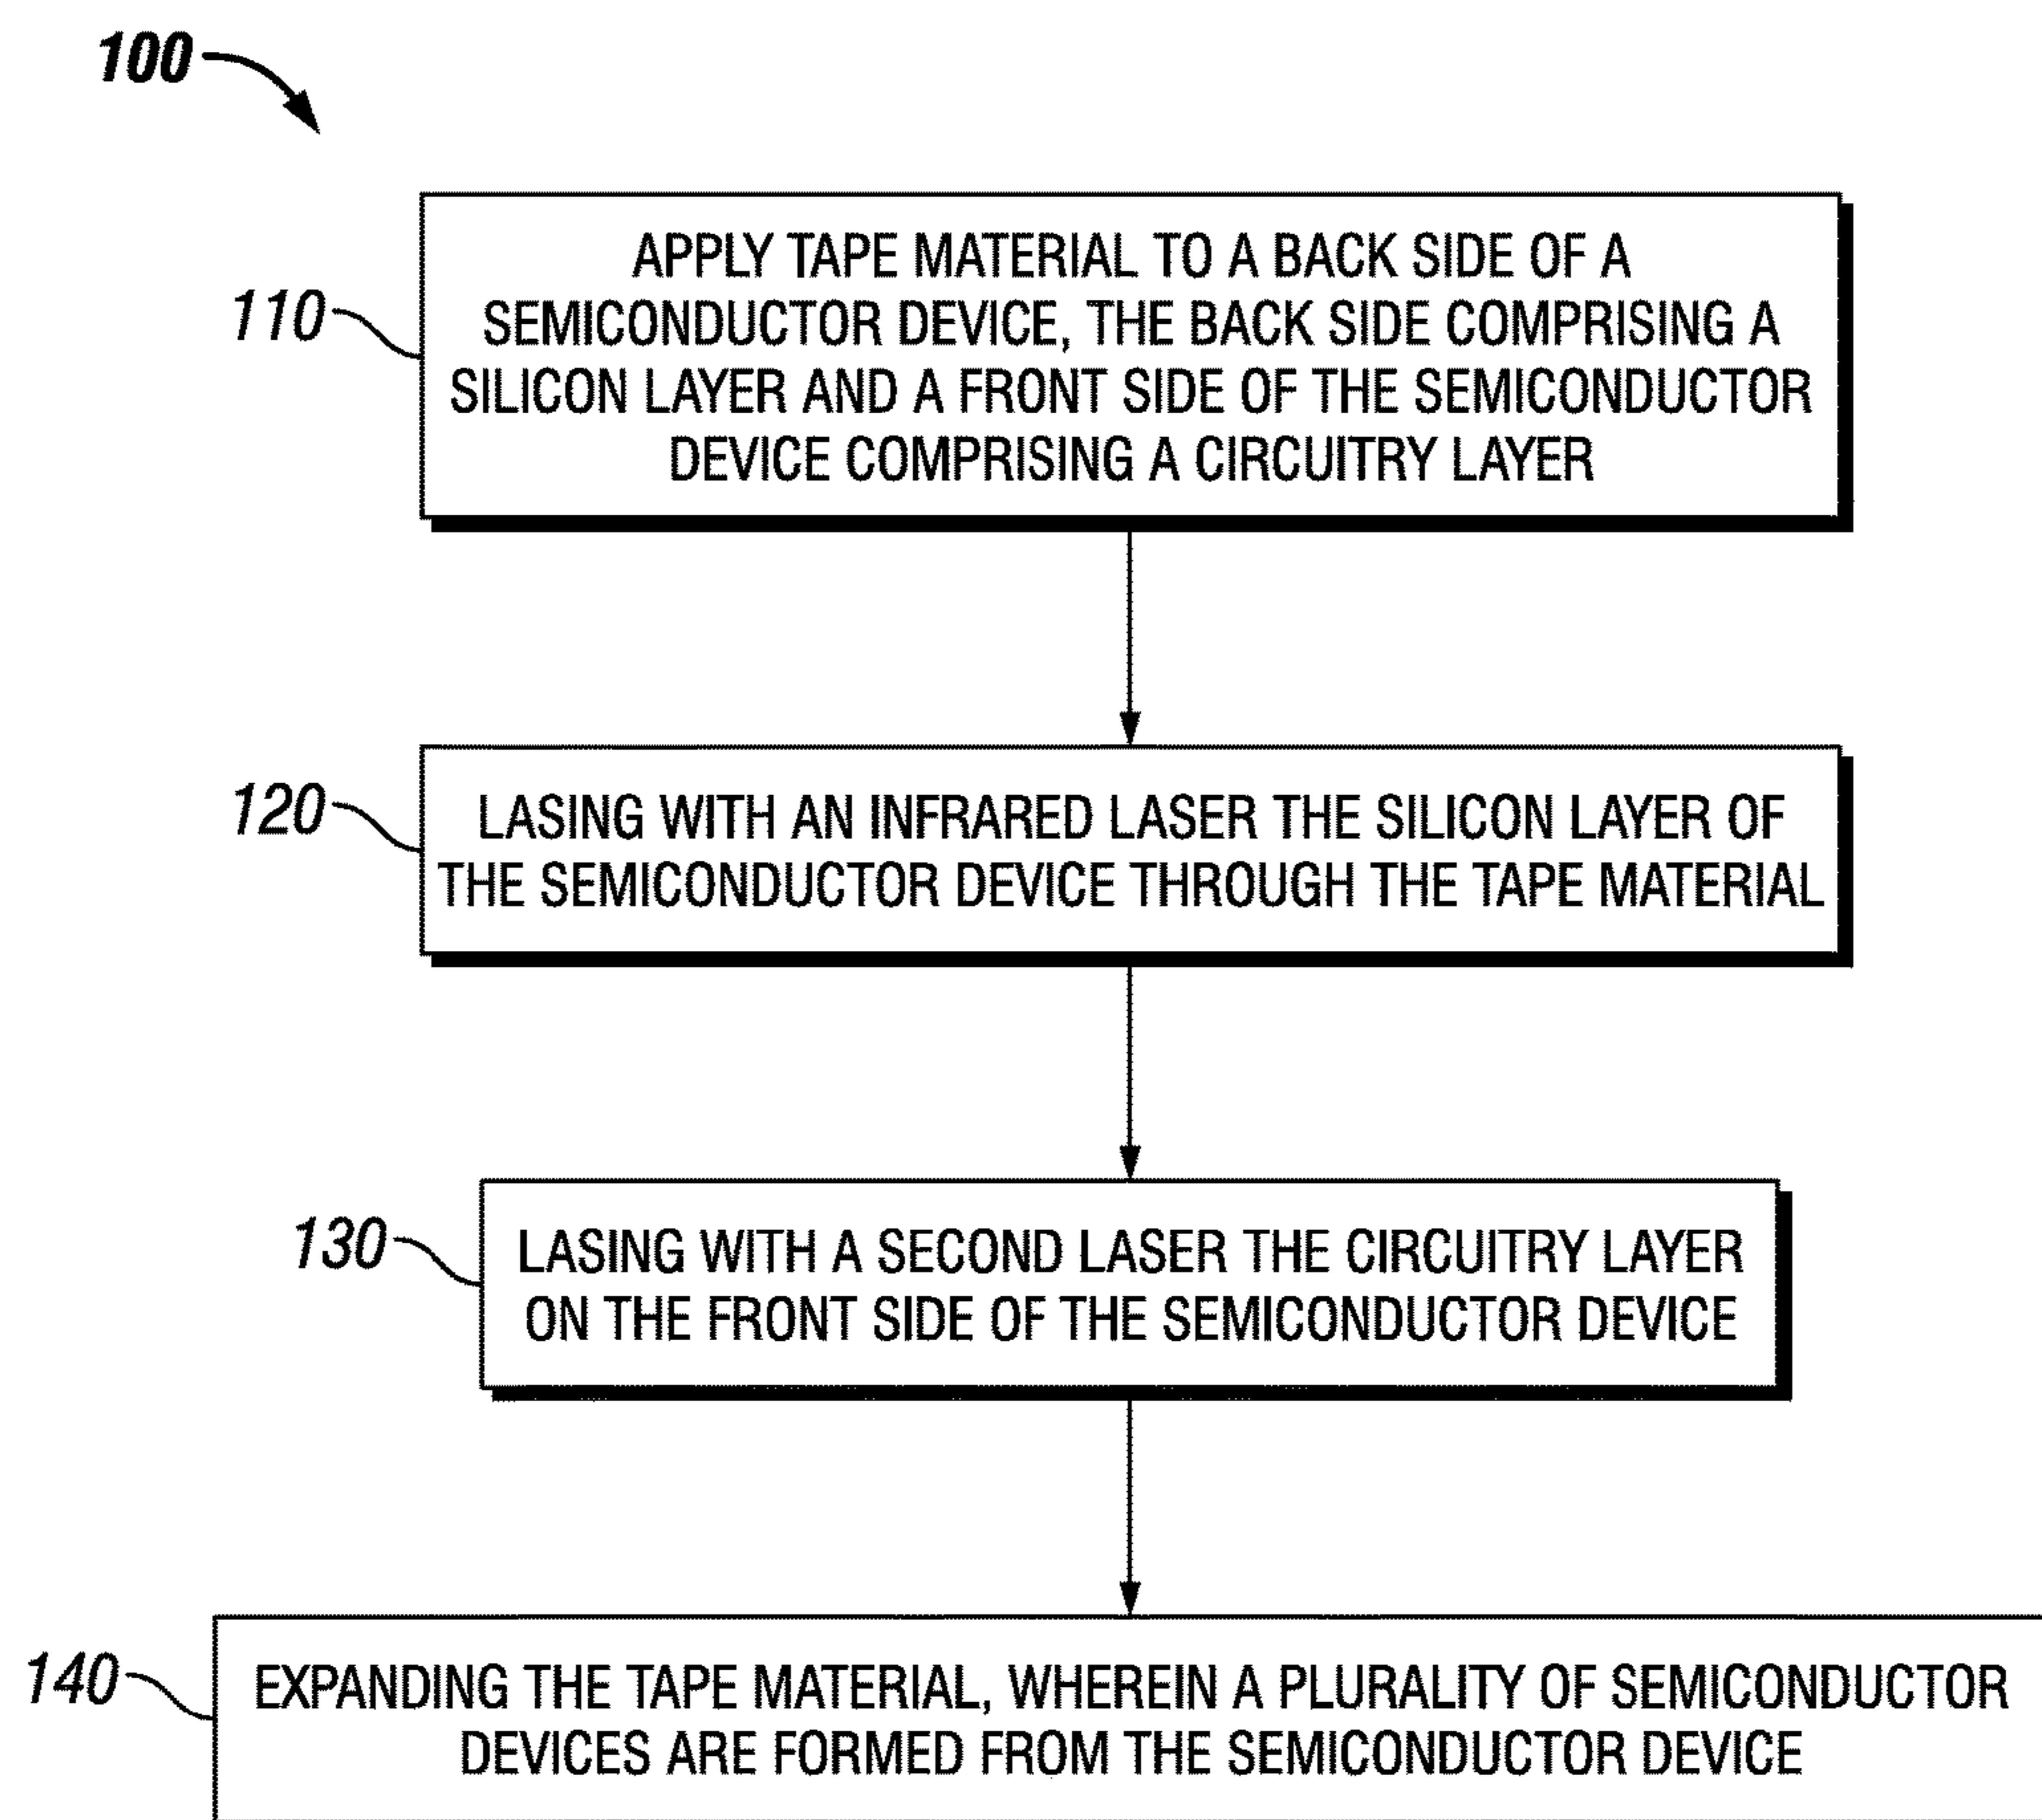 100
110
APPLY TAPE MATERIAL TO A BACK SIDE OF A
SEMICONDUCTOR DEVICE, THE BACK SIDE COMPRISING A
SILICON LAYER AND A FRONT SIDE OF THE SEMICONDUCTOR
DEVICE COMPRISING A CIRCUITRY LAYER
120
LASING WITH AN INFRARED LASER THE SILICON LAYER OF
THE SEMICONDUCTOR DEVICE THROUGH THE TAPE MATERIAL
130
LASING WITH A SECOND LASER THE CIRCUITRY LAYER
ON THE FRONT SIDE OF THE SEMICONDUCTOR DEVICE
140
EXPANDING THE TAPE MATERIAL, WHEREIN A PLURALITY OF SEMICONDUCTOR
DEVICES ARE FORMED FROM THE SEMICONDUCTOR DEVICE